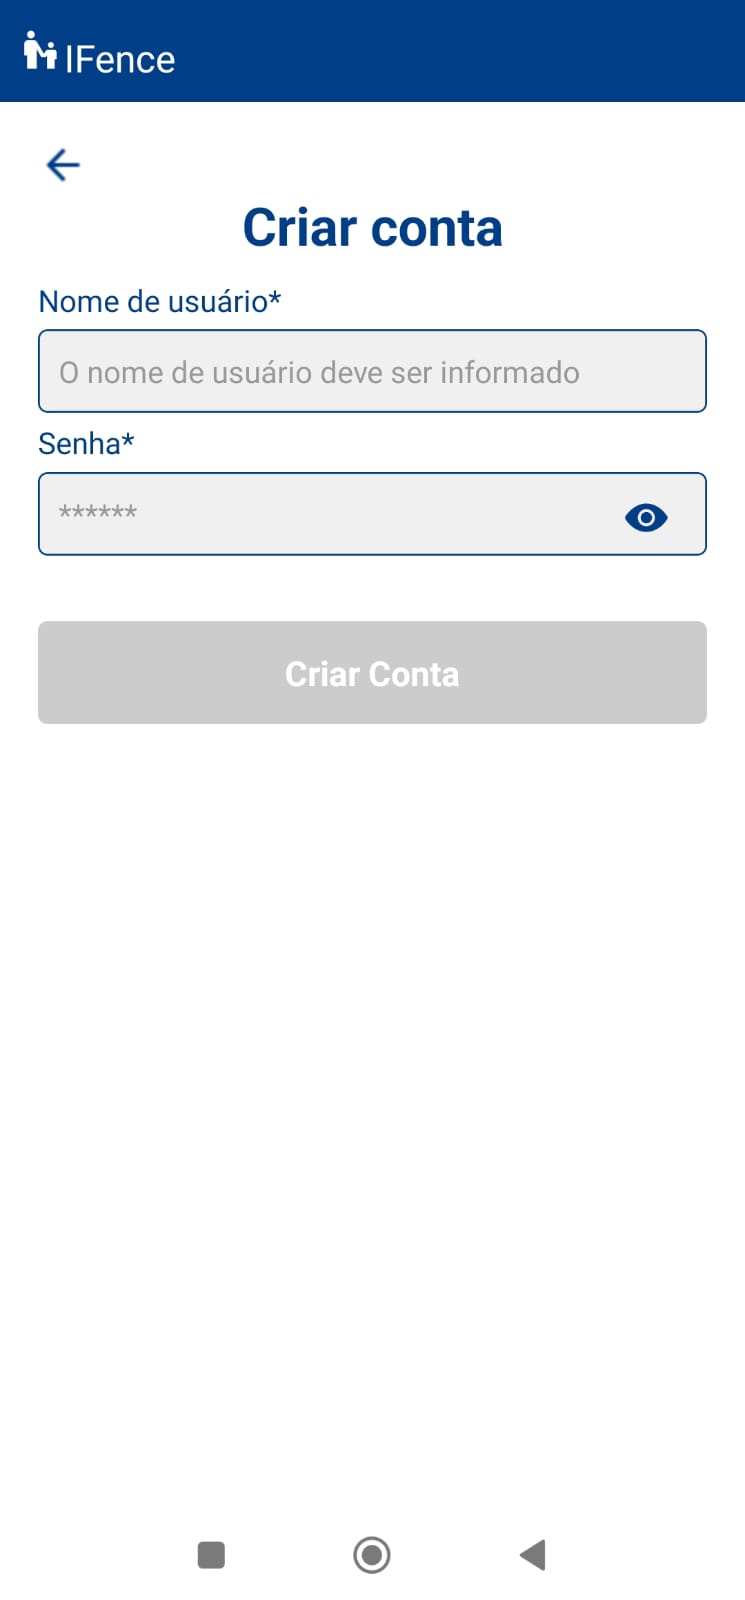 IFence
Criar conta
Nome de usuário*
O nome de usuário deve ser informado
Senha*
******
Criar Conta